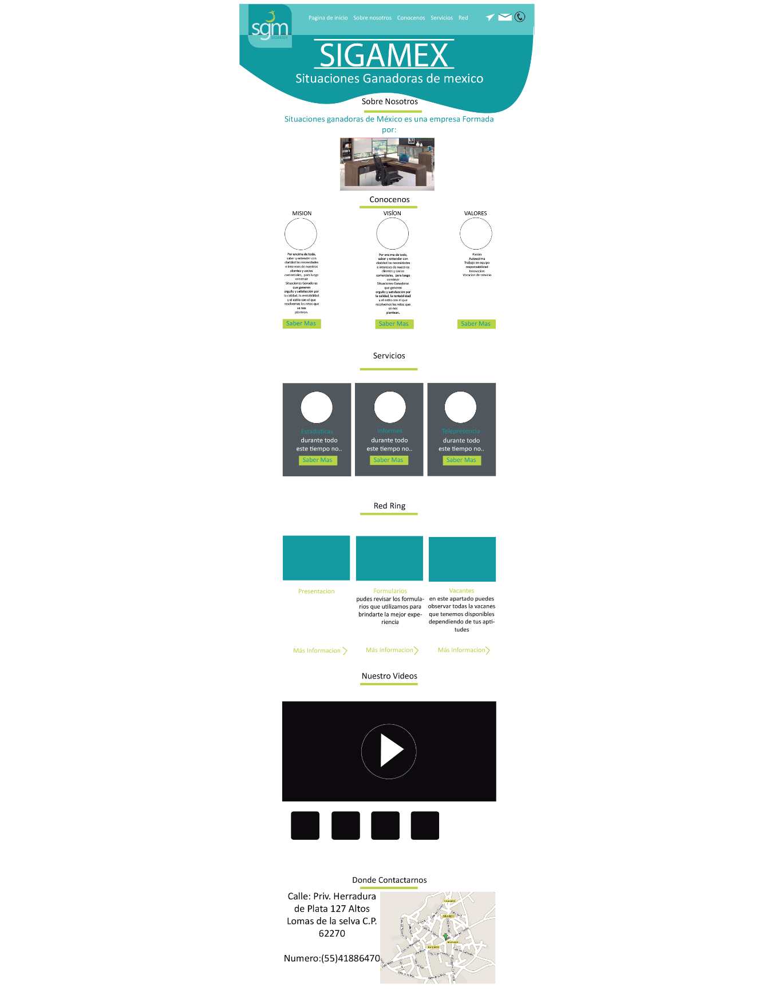 sgm
SIGAMEX
Pagina de inicio Sobre nosotros Conocenos Servicios Red
SIGAMEX
Situaciones Ganadoras de mexico
Sobre Nosotros
Situaciones ganadoras de México es una empresa Formada
por:
Conocenos
MISION
Por encima de todo,
saber y entender con
claridad las necesidades
e intereses de nuestros
clientes y socios
comerciales, para luego
construir
Situaciones Ganadoras
que generen
orgullo y satisfacción por
la calidad, la rentabilidad
y el estilo con el que
resolvemos los retos que
se nos
plantean.
Saber Mas
VISÍON
Por encima de todo,
saber y entender con
claridad las necesidades
e intereses de nuestros
clientes y socios
comerciales, para luego
construir
Situaciones Ganadoras
que generen
orgullo y satisfacción por
la calidad, la rentabilidad
y el estilo con el que
resolvemos los retos que
se nos
plantean.
Saber Mas
VALORES
Pasión
Autoestima
Trabajo en equipo
responsabilidad
Innovacion
Vocacion de servicio
Saber Mas
Servicios
Estadisticas
durante todo
este tiempo no..
Saber Mas
Informes
durante todo
este tiempo no..
Saber Mas
Telepresencia
durante todo
este tiempo no..
Saber Mas
Red Ring
Presentacion
Más Informacion
Formularios
pudes revisar los formula-
rios que utilizamos para
brindarte la mejor expe-
riencia
Más Informacion
Vacantes
en este apartado puedes
observar todas la vacanes
que tenemos disponibles
dependiendo de tus apti-
tudes
Más Informacion
Nuestro Videos
Donde Contactarnos
Calle: Priv. Herradura
de Plata 127 Altos
Lomas de la selva C.P.
62270
Numero:(55)41886470